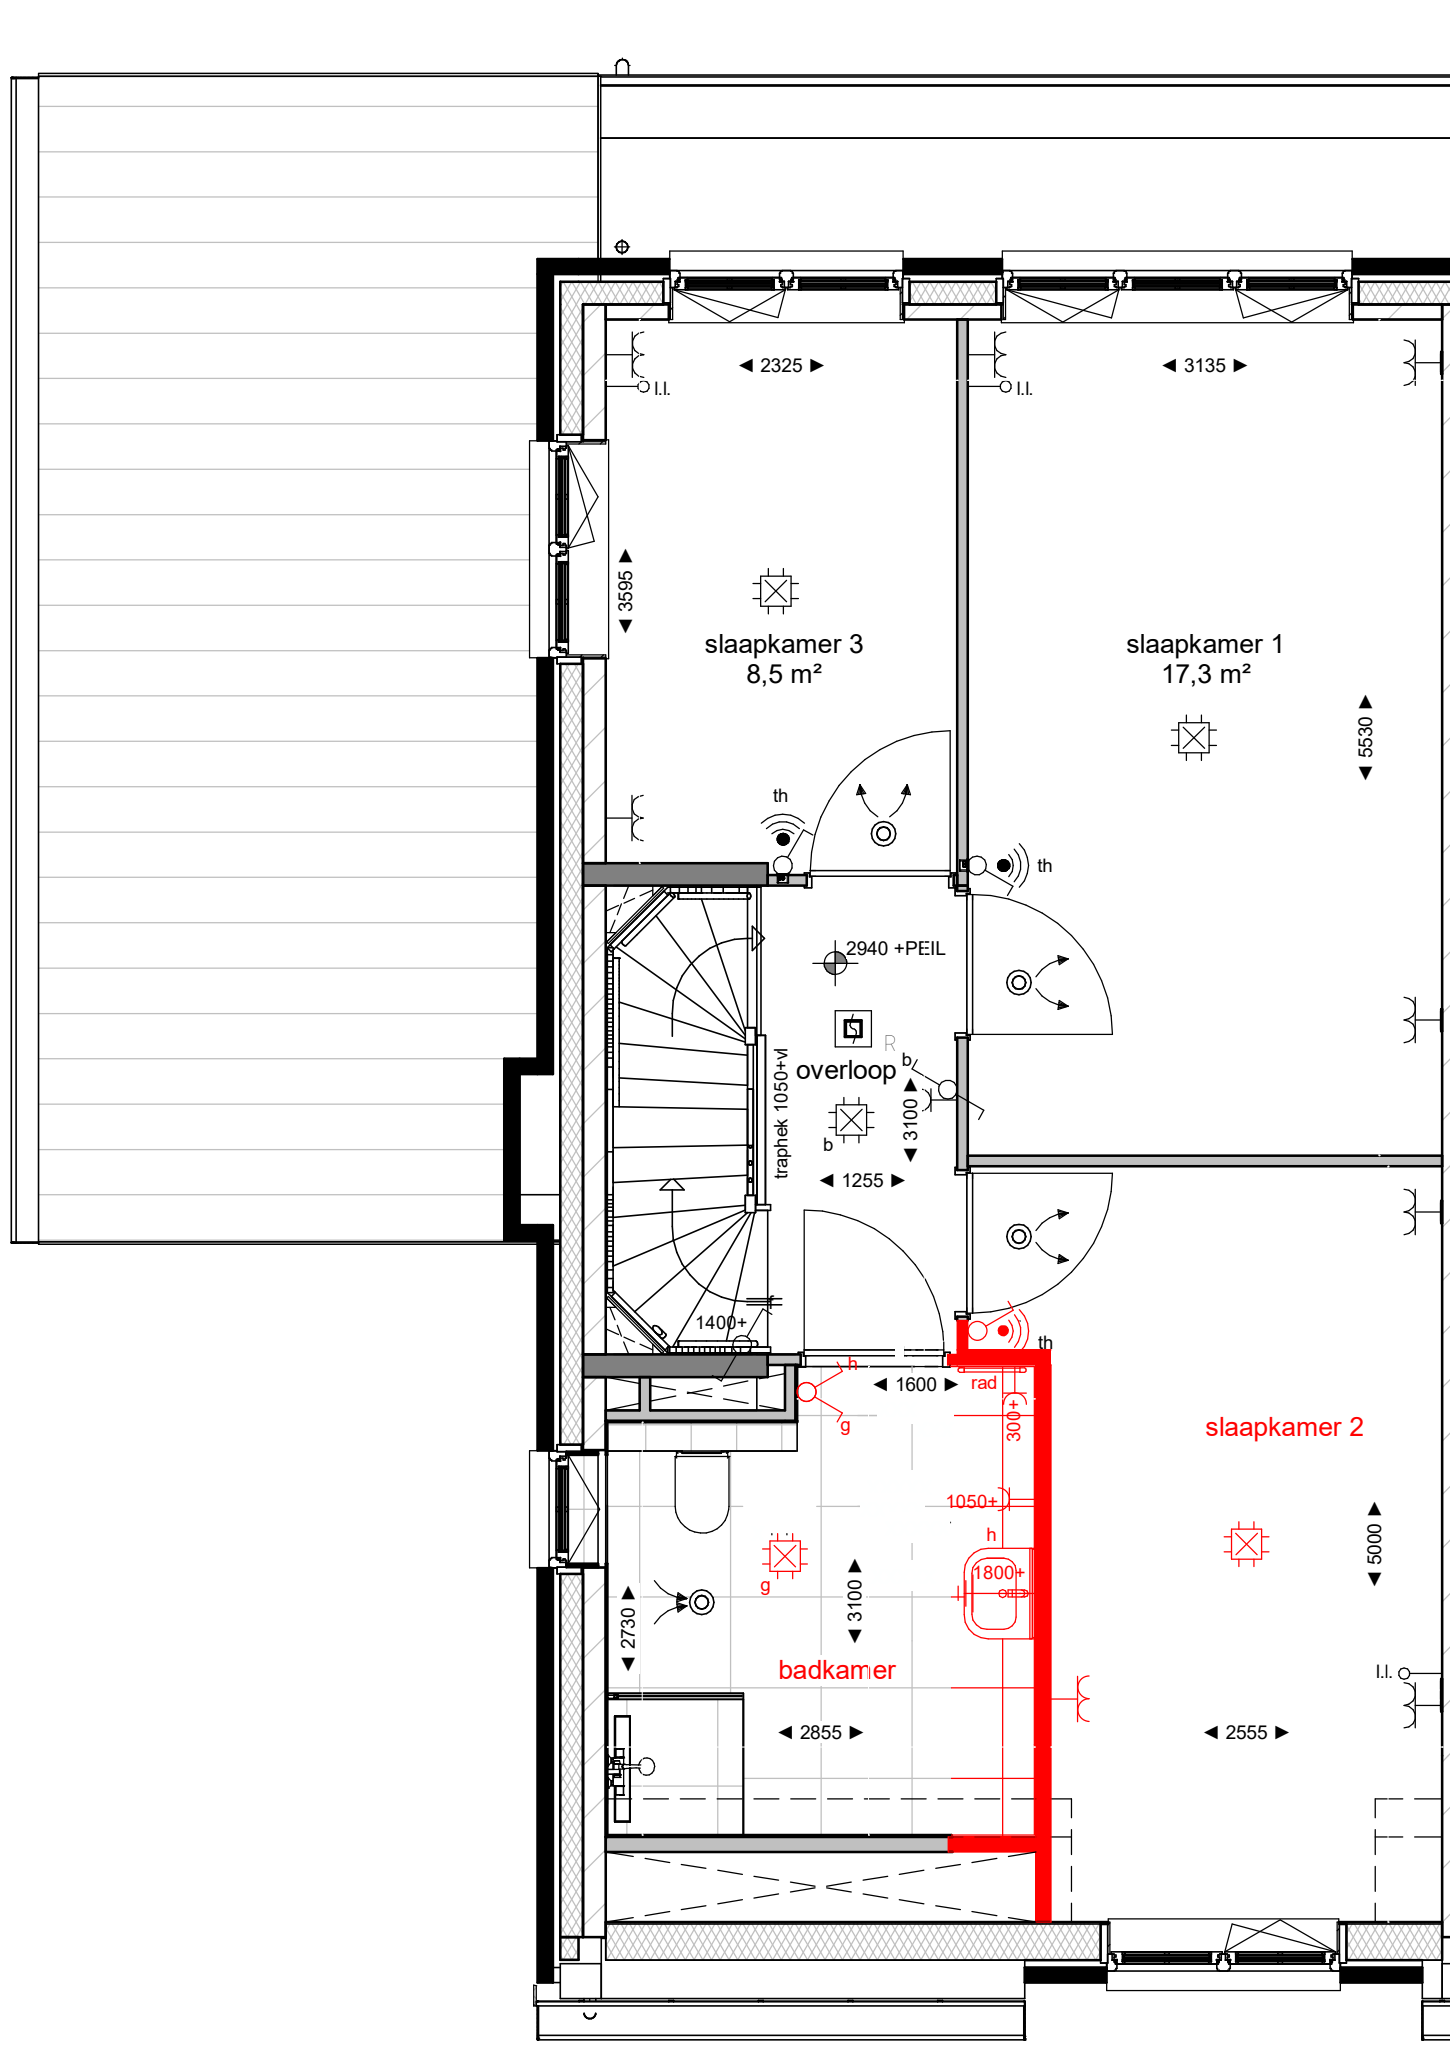 ◄ 2325 ►
◄ 3135 ►
l.l.
l.l.
◄ 3595 ►
slaapkamer 3
8,5 m²
slaapkamer 1
17,3 m²
◄ 5530 ►
th
th
2940 +PEIL
R
overloop
b
traphek 1050+vl
◄ 3100 ►
b
◄ 1255 ►
f
1400+
th
h
◄ 1600 ►
rad
300+
g
slaapkamer 2
1050+
h
◄ 5000 ►
1800+
g
◄ 3100 ►
◄ 2730 ►
badkamer
l.l.
◄ 2855 ►
◄ 2555 ►